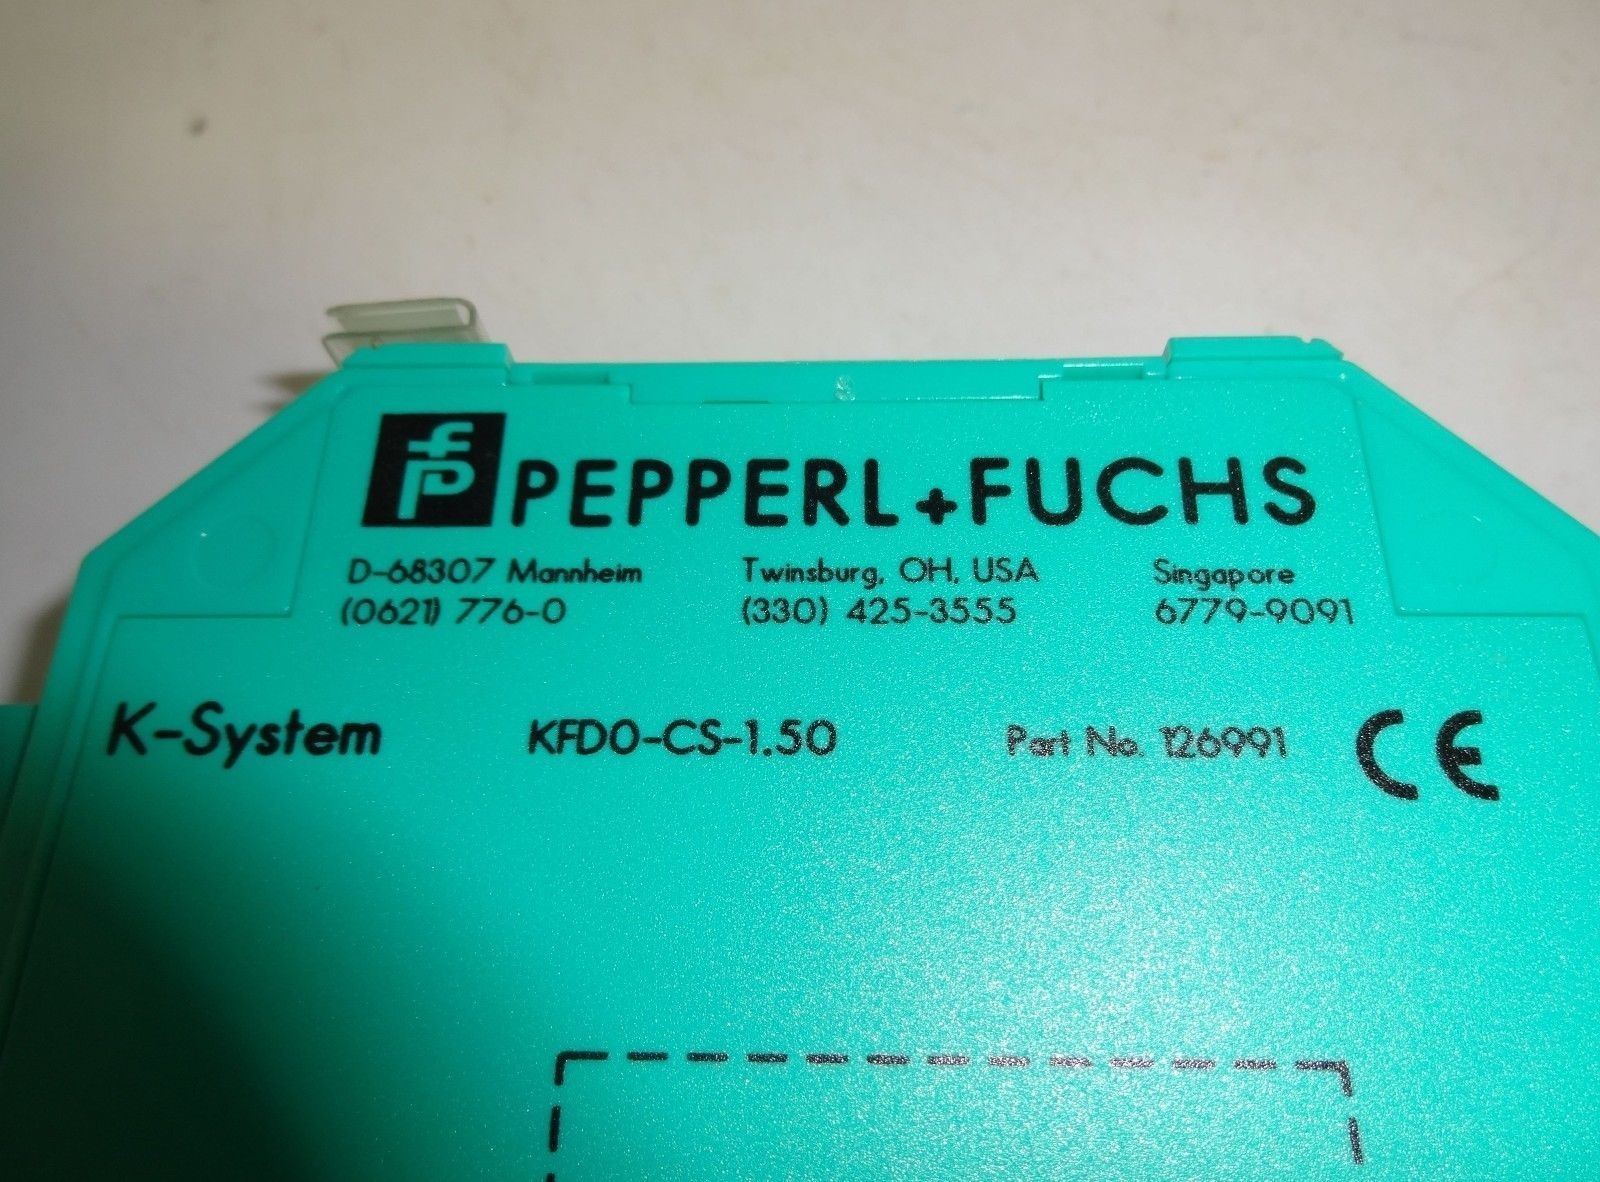 fp PEPPERL+FUCHS
D-68307 Mannheim Twinsburg, OH, USA Singapore
(0621) 776-0 (330) 425-3555 6779-9091
K-System KFD0-CS-1.50 Part No. 126991 CE